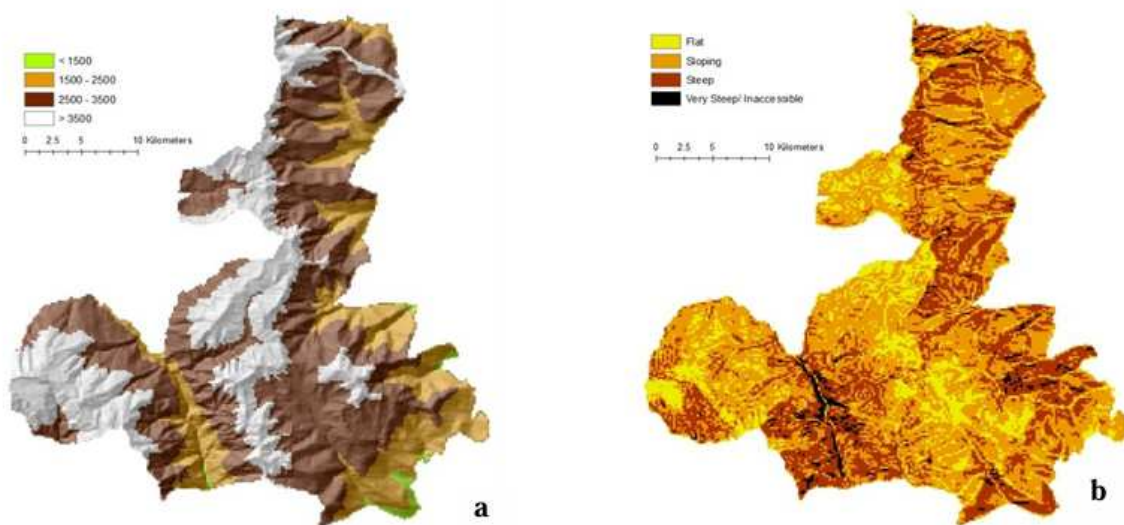 < 1500
1500 - 2500
2500 - 3500
> 3500
0 2.5 5 10 Kilometers
a
Flat
Sloping
Steep
Very Steep/ Inaccessible
0 2.5 5 10 Kilometers
b